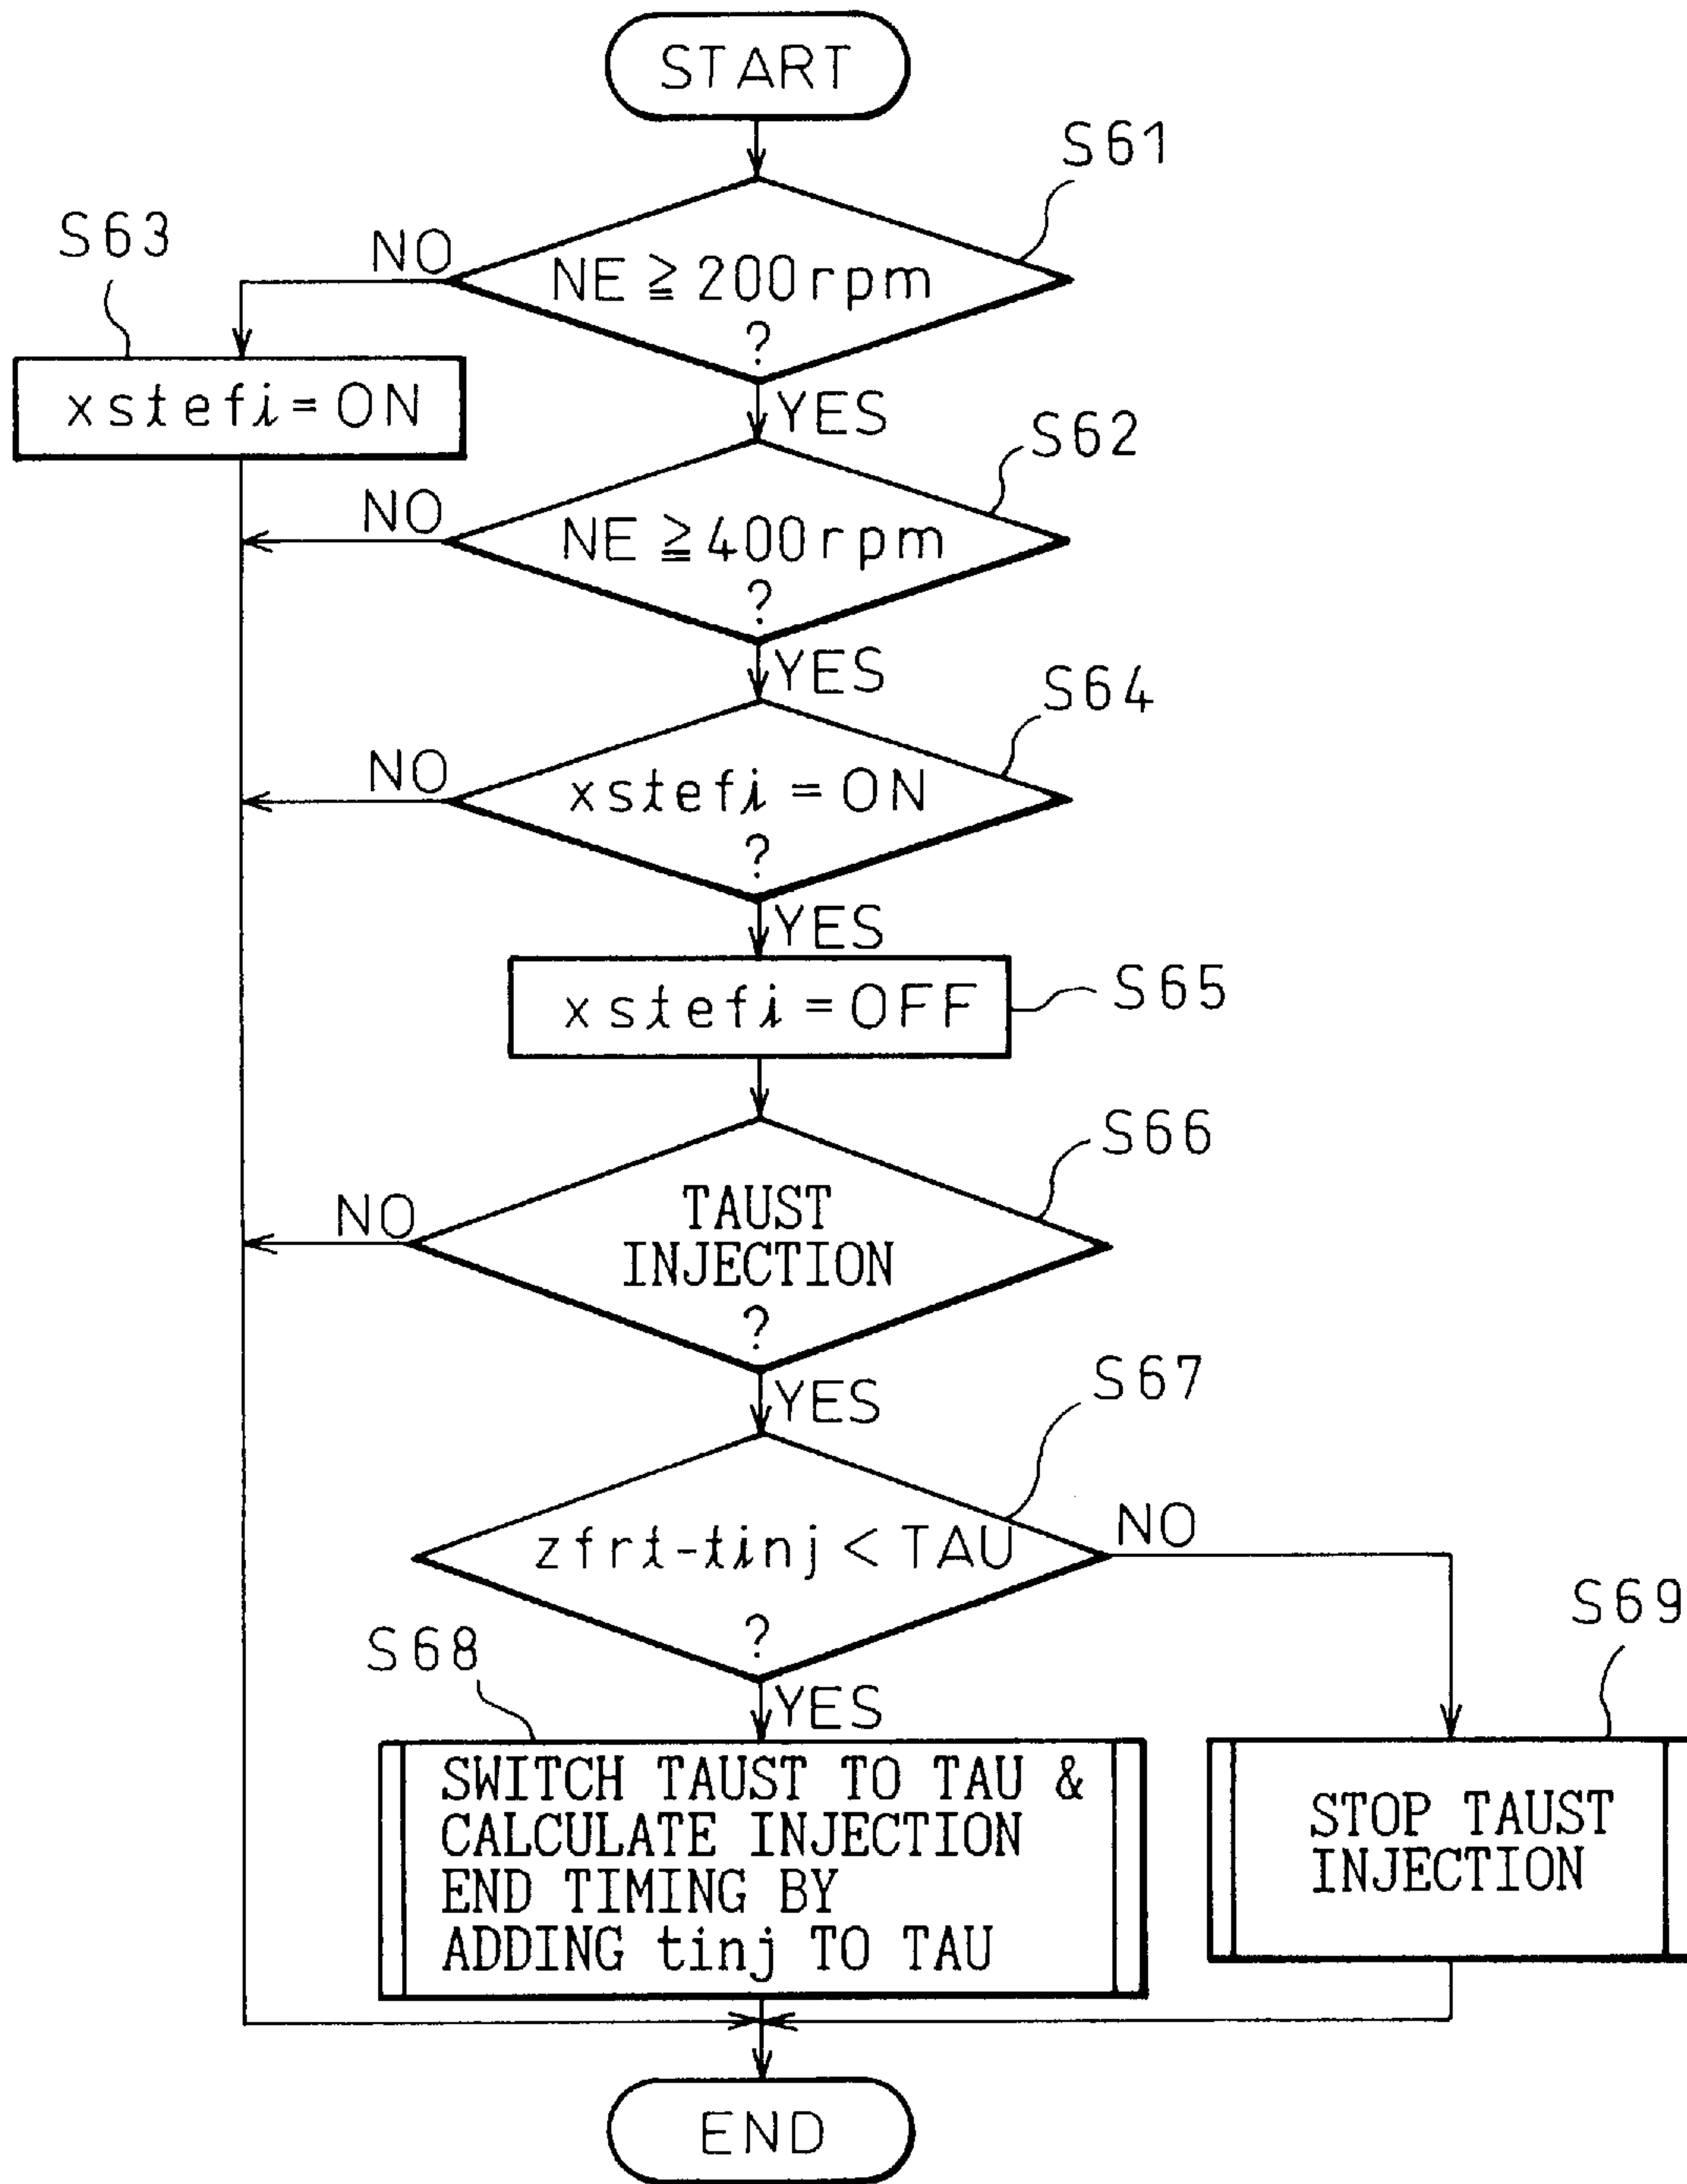 START
S61
S63
NO
NE ≧ 200rpm
?
xstefi=ON
YES
S62
NO
NE ≧ 400rpm
?
YES
S64
NO
xstefi = ON
?
YES
xstefi = OFF
S65
S66
NO
TAUST
INJECTION
?
YES
S67
zfrt-tinj < TAU
NO
?
S68
S69
YES
SWITCH TAUST TO TAU &
CALCULATE INJECTION
END TIMING BY
ADDING tinj TO TAU
STOP TAUST
INJECTION
END